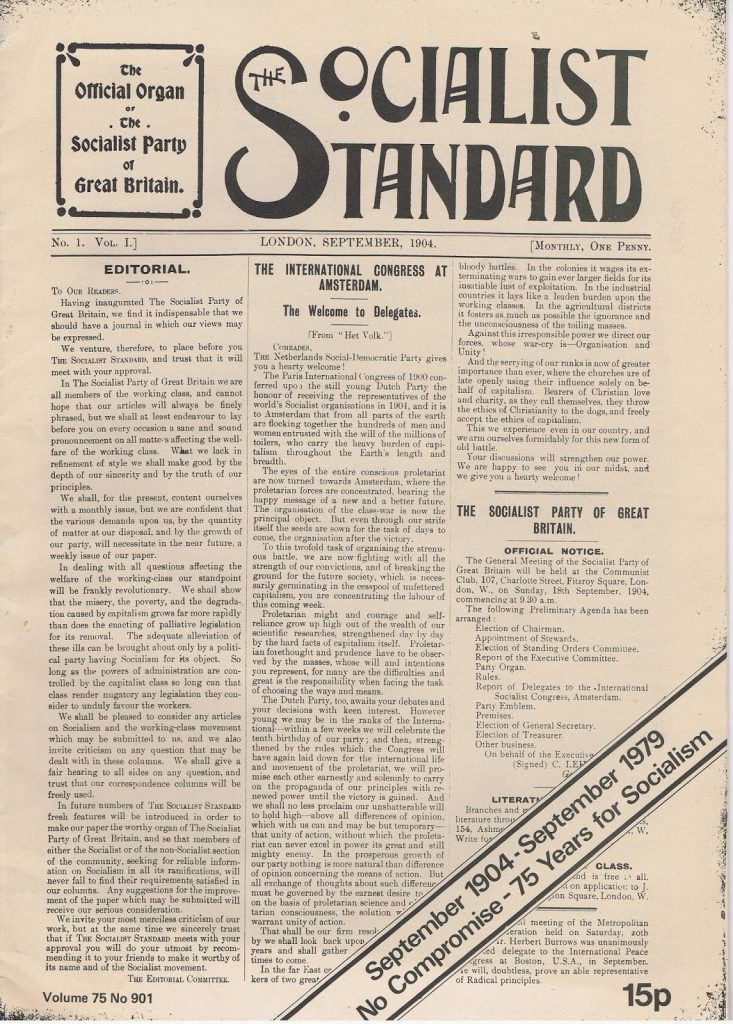 The
Official Organ
OF
. The .
Socialist Party
of
Great Britain.
THE SOCIALIST
STANDARD
No. 1. Vol. I.]
LONDON, SEPTEMBER, 1904.
[Monthly, One Penny.
EDITORIAL.
—:o:—
To Our Readers.
Having inaugurated The Socialist Party of
Great Britain, we find it indispensable that we
should have a journal in which our views may
be expressed.
We venture, therefore, to place before you
The Socialist Standard, and trust that it will
meet with your approval.
In The Socialist Party of Great Britain we are
all members of the working class, and cannot
hope that our articles will always be finely
phrased, but we shall at least endeavour to lay
before you on every occasion a sane and sound
pronouncement on all matters affecting the wel-
fare of the working class. What we lack in
refinement of style we shall make good by the
depth of our sincerity and by the truth of our
principles.
We shall, for the present, content ourselves
with a monthly issue, but we are confident that
the various demands upon us, by the quantity
of matter at our disposal, and by the growth of
our party, will necessitate in the near future, a
weekly issue of our paper.
In dealing with all questions affecting the
welfare of the working-class our standpoint
will be frankly revolutionary. We shall show
that the misery, the poverty, and the degrada-
tion caused by capitalism grows far more rapidly
than does the enacting of palliative legislation
for its removal. The adequate alleviation of
these ills can be brought about only by a politi-
cal party having Socialism for its object. So
long as the powers of administration are con-
trolled by the capitalist class so long can that
class render nugatory any legislation they con-
sider to unduly favour the workers.
We shall be pleased to consider any articles
on Socialism and the working-class movement
which may be submitted to us, and we also
invite criticism on any question that may be
dealt with in these columns. We shall give a
fair hearing to all sides on any question, and
trust that our correspondence columns will be
freely used.
In future numbers of The Socialist Standard
fresh features will be introduced in order to
make our paper the worthy organ of The Socialist
Party of Great Britain, and so that members of
either the Socialist or of the non-Socialist section
of the community, seeking for reliable inform-
ation on Socialism in all its ramifications, will
never fail to find their requirements satisfied in
our columns. Any suggestions for the improve-
ment of the paper which may be submitted will
receive our serious consideration.
We invite your most merciless criticism of our
work, but at the same time we sincerely trust
that if The Socialist Standard meets with your
approval you will do your utmost by recom-
mending it to your friends to make it worthy of
its name and of the Socialist movement.
The Editorial Committee.
THE INTERNATIONAL CONGRESS AT
AMSTERDAM.
The Welcome to Delegates.
[From "Het Volk."]
Comrades,
The Netherlands Social-Democratic Party gives
you a hearty welcome!
The Paris International Congress of 1900 con-
ferred upon the still young Dutch Party the
honour of receiving the representatives of the
world's Socialist organisations in 1904, and it is
to Amsterdam that from all parts of the earth
are flocking together the hundreds of men and
women entrusted with the will of the millions of
toilers, who carry the heavy burden of capi-
talism throughout the Earth's length and
breadth.
The eyes of the entire conscious proletariat
are now turned towards Amsterdam, where the
proletarian forces are concentrated, bearing the
happy message of a new and a better future.
The organisation of the class-war is now the
principal object. But even through our strife
itself the seeds are sown for the task of days to
come, the organisation after the victory.
To this twofold task of organising the strenu-
ous battle, we are now fighting with all the
strength of our convictions, and of breaking the
ground for the future society, which is neces-
sarily germinating in the cesspool of unfettered
capitalism, you are concentrating the labour of
this coming week.
Proletarian might and courage and self-
reliance grow up high out of the wealth of our
scientific researches, strengthened day by day
by the hard facts of capitalism itself. Proletar-
ian forethought and prudence have to be obser-
ved by the masses, whose will and intentions
you represent, for many are the difficulties and
great is the responsibility when facing the task
of choosing the ways and means.
The Dutch Party, too, awaits your debates and
your decisions with keen interest. However
young we may be in the ranks of the Interna-
tional—within a few weeks we will celebrate the
tenth birthday of our party; and then, streng-
thened by the rules which the Congress will
have again laid down for the international life
and movement of the proletariat, we will pro-
mise each other earnestly and solemnly to carry
on the propaganda of our principles with re-
newed power until the victory is gained. And
we shall no less proclaim our unshatterable will
to hold high—above all differences of opinion,
which with us can and may be but temporary—
that unity of action, without which the proleta-
riat can never excel in power its great and still
mighty enemy. In the prosperous growth of
our party nothing is more natural than difference
of opinion concerning the means of action. But
all exchange of thoughts about such differenc
must be governed by the earnest desire to
on the basis of proletarian science and
tarian consciousness, the solution
warrant unity of action.
That shall be our firm resol
by we shall look back upon
years and shall gather
times to come.
In the far East
kers of two great
bloody battles. In the colonies it wages its ex-
terminating wars to gain ever larger fields for its
insatiable lust of exploitation. In the industrial
countries it lays like a leaden burden upon the
working classes. In the agricultural districts
it fosters as much as possible the ignorance and
the unconsciousness of the toiling masses.
Against this irresponsible power we direct our
forces, whose war-cry is—Organisation and
Unity!
And the serrying of our ranks is now of greater
importance than ever, where the churches are of
late openly using their influence solely on be-
half of capitalism. Bearers of Christian love
and charity, as they call themselves, they throw
the ethics of Christianity to the dogs, and freely
accept the ethics of capitalism.
This we experience even in our country, and
we arm ourselves formidably for this new form of
old battle.
Your discussions will strengthen our power.
We are happy to see you in our midst, and
we give you a hearty welcome!
THE SOCIALIST PARTY OF GREAT
BRITAIN.
OFFICIAL NOTICE.
The General Meeting of the Socialist Party of
Great Britain will be held at the Communist
Club, 107, Charlotte Street, Fitzroy Square, Lon-
don, W., on Sunday, 18th September, 1904,
commencing at 9.30 a.m.
The following Preliminary Agenda has been
arranged:
Election of Chairman.
Appointment of Stewards.
Election of Standing Orders Committee.
Report of the Executive Committee.
Party Organ.
Rules.
Report of Delegates to the International
Socialist Congress, Amsterdam.
Party Emblem.
Premises.
Election of General Secretary.
Election of Treasurer.
Other business.
On behalf of the Executive
(Signed) C. LEH
LITERAT
Branches and
literature throu
154, Ashm W.
Write fo
CLASS.
nd is free all.
on application to J.
on Square, London, W.
meeting of the Metropolitan
eration held on Saturday, 20th
r. Herbert Burrows was unanimously
ed delegate to the International Peace
gress at Boston, U.S.A., in September.
e will, doubtless, prove an able representative
of Radical principles.
September 1904 - September 1979
No Compromise - 75 Years for Socialism
Volume 75 No 901
15p